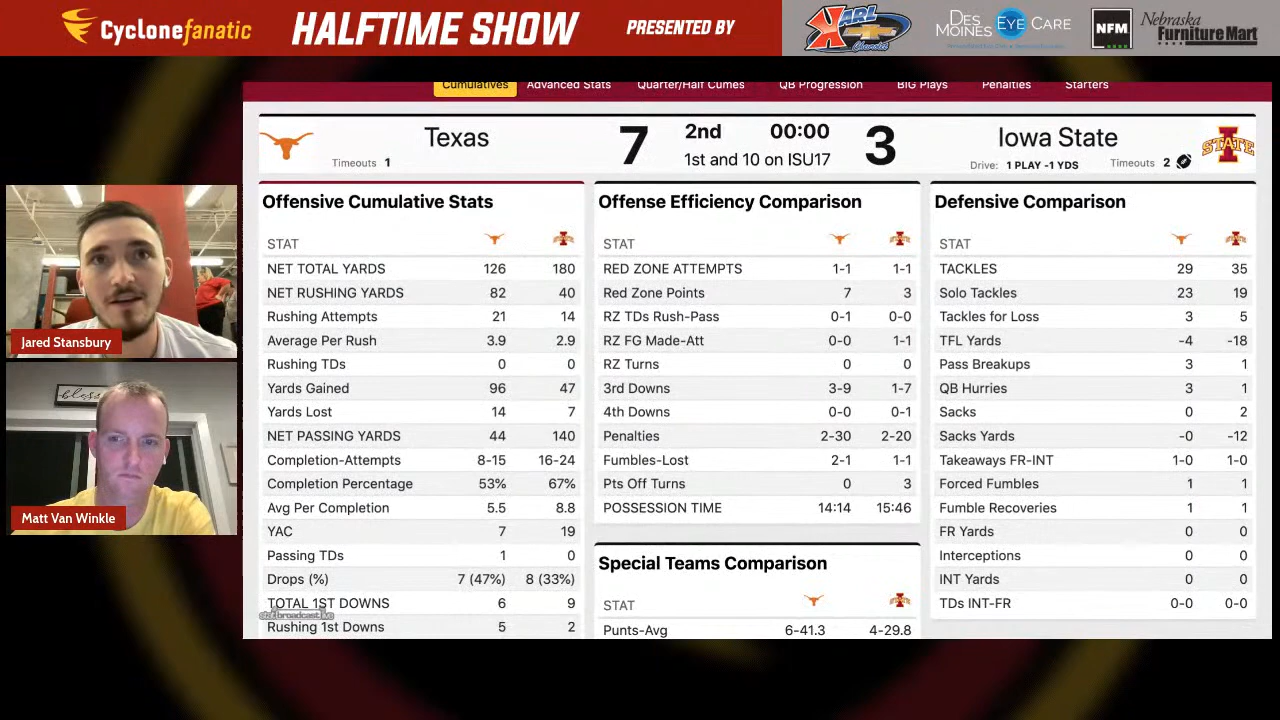 Cyclonefanatic HALFTIME SHOW PRESENTED BY KARL Chevrolet DES MOINES EYE CARE NFM Nebraska Furniture Mart
Cumulatives Advanced Stats Quarter/Half Cumes QB Progression BIG Plays Penalties Starters
Texas 7 2nd 00:00 3 Iowa State STATE
Timeouts 1 1st and 10 on ISU17 Drive: 1 PLAY -1 YDS Timeouts 2
Offensive Cumulative Stats
STAT
NET TOTAL YARDS 126 180
NET RUSHING YARDS 82 40
Rushing Attempts 21 14
Average Per Rush 3.9 2.9
Rushing TDs 0 0
Yards Gained 96 47
Yards Lost 14 7
NET PASSING YARDS 44 140
Completion-Attempts 8-15 16-24
Completion Percentage 53% 67%
Avg Per Completion 5.5 8.8
YAC 7 19
Passing TDs 1 0
Drops (%) 7 (47%) 8 (33%)
TOTAL 1ST DOWNS 6 9
Rushing 1st Downs 5 2
Offense Efficiency Comparison
STAT
RED ZONE ATTEMPTS 1-1 1-1
Red Zone Points 7 3
RZ TDs Rush-Pass 0-1 0-0
RZ FG Made-Att 0-0 1-1
RZ Turns 0 0
3rd Downs 3-9 1-7
4th Downs 0-0 0-1
Penalties 2-30 2-20
Fumbles-Lost 2-1 1-1
Pts Off Turns 0 3
POSSESSION TIME 14:14 15:46
Special Teams Comparison
STAT
Punts-Avg 6-41.3 4-29.8
Defensive Comparison
STAT
TACKLES 29 35
Solo Tackles 23 19
Tackles for Loss 3 5
TFL Yards -4 -18
Pass Breakups 3 1
QB Hurries 3 1
Sacks 0 2
Sacks Yards -0 -12
Takeaways FR-INT 1-0 1-0
Forced Fumbles 1 1
Fumble Recoveries 1 1
FR Yards 0 0
Interceptions 0 0
INT Yards 0 0
TDs INT-FR 0-0 0-0
Jared Stansbury
Matt Van Winkle